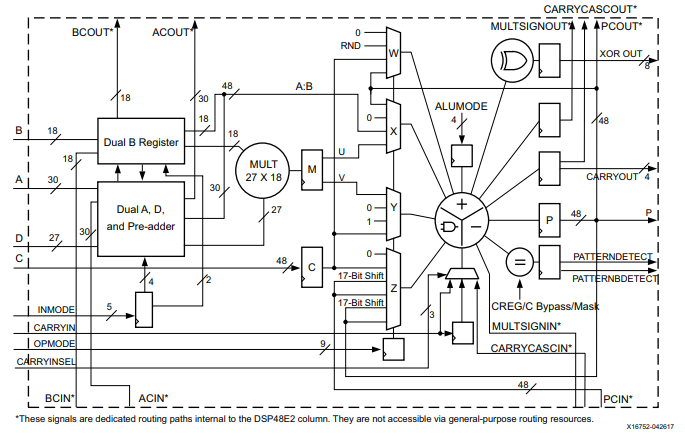 CARRYCASCOUT*
BCOUT* ACOUT* MULTSIGNOUT* PCOUT*
0
RND
W
XOR OUT
8
18 30 48 A:B
ALUMODE
4
48
0
X
B 18
18
18
Dual B Register
18
MULT
27 X 18
M
U
V
CARRYOUT 4
A 30
30
Dual A, D,
and Pre-adder
27
0
1
Y
+
−
P 48 P
D 27
30
C 48 C
0
17-Bit Shift
17-Bit Shift
Z
=
PATTERNDETECT
PATTERNBDETECT
4 2
INMODE 5
3
CREG/C Bypass/Mask
CARRYIN
MULTSIGNIN*
OPMODE 9
CARRYCASCIN*
CARRYINSEL
48
BCIN* ACIN* PCIN*
*These signals are dedicated routing paths internal to the DSP48E2 column. They are not accessible via general-purpose routing resources.
X16752-042617